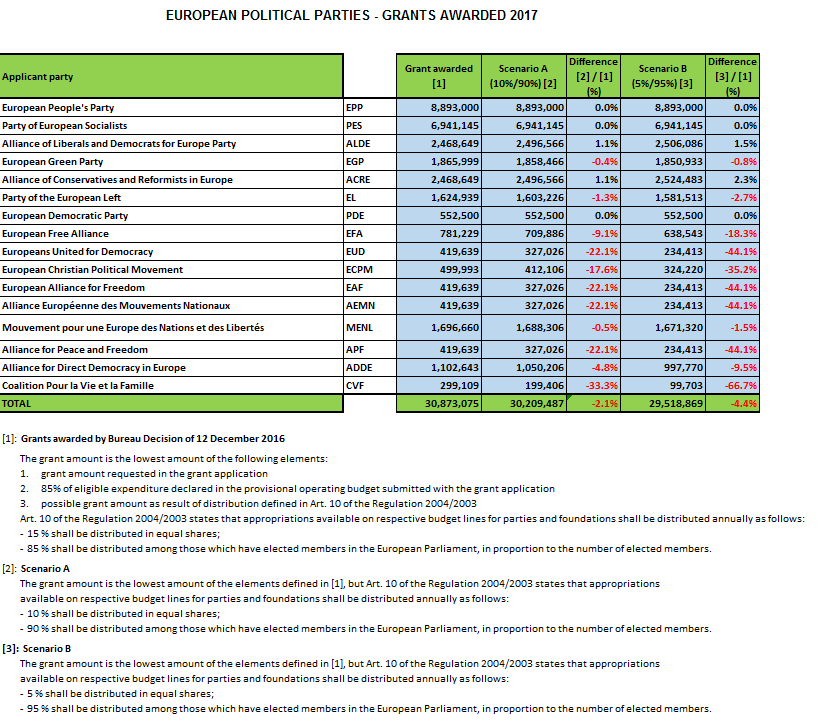 EUROPEAN POLITICAL PARTIES - GRANTS AWARDED 2017
Applicant party Grant awarded [1] Scenario A (10%/90%) [2] Difference [2] / [1] (%) Scenario B (5%/95%) [3] Difference [3] / [1] (%)
European People's Party EPP 8,893,000 8,893,000 0.0% 8,893,000 0.0%
Party of European Socialists PES 6,941,145 6,941,145 0.0% 6,941,145 0.0%
Alliance of Liberals and Democrats for Europe Party ALDE 2,468,649 2,496,566 1.1% 2,506,086 1.5%
European Green Party EGP 1,865,999 1,858,466 -0.4% 1,850,933 -0.8%
Alliance of Conservatives and Reformists in Europe ACRE 2,468,649 2,496,566 1.1% 2,524,483 2.3%
Party of the European Left EL 1,624,939 1,603,226 -1.3% 1,581,513 -2.7%
European Democratic Party PDE 552,500 552,500 0.0% 552,500 0.0%
European Free Alliance EFA 781,229 709,886 -9.1% 638,543 -18.3%
Europeans United for Democracy EUD 419,639 327,026 -22.1% 234,413 -44.1%
European Christian Political Movement ECPM 499,993 412,106 -17.6% 324,220 -35.2%
European Alliance for Freedom EAF 419,639 327,026 -22.1% 234,413 -44.1%
Alliance Européenne des Mouvements Nationaux AEMN 419,639 327,026 -22.1% 234,413 -44.1%
Mouvement pour une Europe des Nations et des Libertés MENL 1,696,660 1,688,306 -0.5% 1,671,320 -1.5%
Alliance for Peace and Freedom APF 419,639 327,026 -22.1% 234,413 -44.1%
Alliance for Direct Democracy in Europe ADDE 1,102,643 1,050,206 -4.8% 997,770 -9.5%
Coalition Pour la Vie et la Famille CVF 299,109 199,406 -33.3% 99,703 -66.7%
TOTAL 30,873,075 30,209,487 -2.1% 29,518,869 -4.4%
[1]: Grants awarded by Bureau Decision of 12 December 2016
The grant amount is the lowest amount of the following elements:
1. grant amount requested in the grant application
2. 85% of eligible expenditure declared in the provisional operating budget submitted with the grant application
3. possible grant amount as result of distribution defined in Art. 10 of the Regulation 2004/2003
Art. 10 of the Regulation 2004/2003 states that appropriations available on respective budget lines for parties and foundations shall be distributed annually as follows:
- 15 % shall be distributed in equal shares;
- 85 % shall be distributed among those which have elected members in the European Parliament, in proportion to the number of elected members.
[2]: Scenario A
The grant amount is the lowest amount of the elements defined in [1], but Art. 10 of the Regulation 2004/2003 states that appropriations
available on respective budget lines for parties and foundations shall be distributed annually as follows:
- 10 % shall be distributed in equal shares;
- 90 % shall be distributed among those which have elected members in the European Parliament, in proportion to the number of elected members.
[3]: Scenario B
The grant amount is the lowest amount of the elements defined in [1], but Art. 10 of the Regulation 2004/2003 states that appropriations
available on respective budget lines for parties and foundations shall be distributed annually as follows:
- 5 % shall be distributed in equal shares;
- 95 % shall be distributed among those which have elected members in the European Parliament, in proportion to the number of elected members.